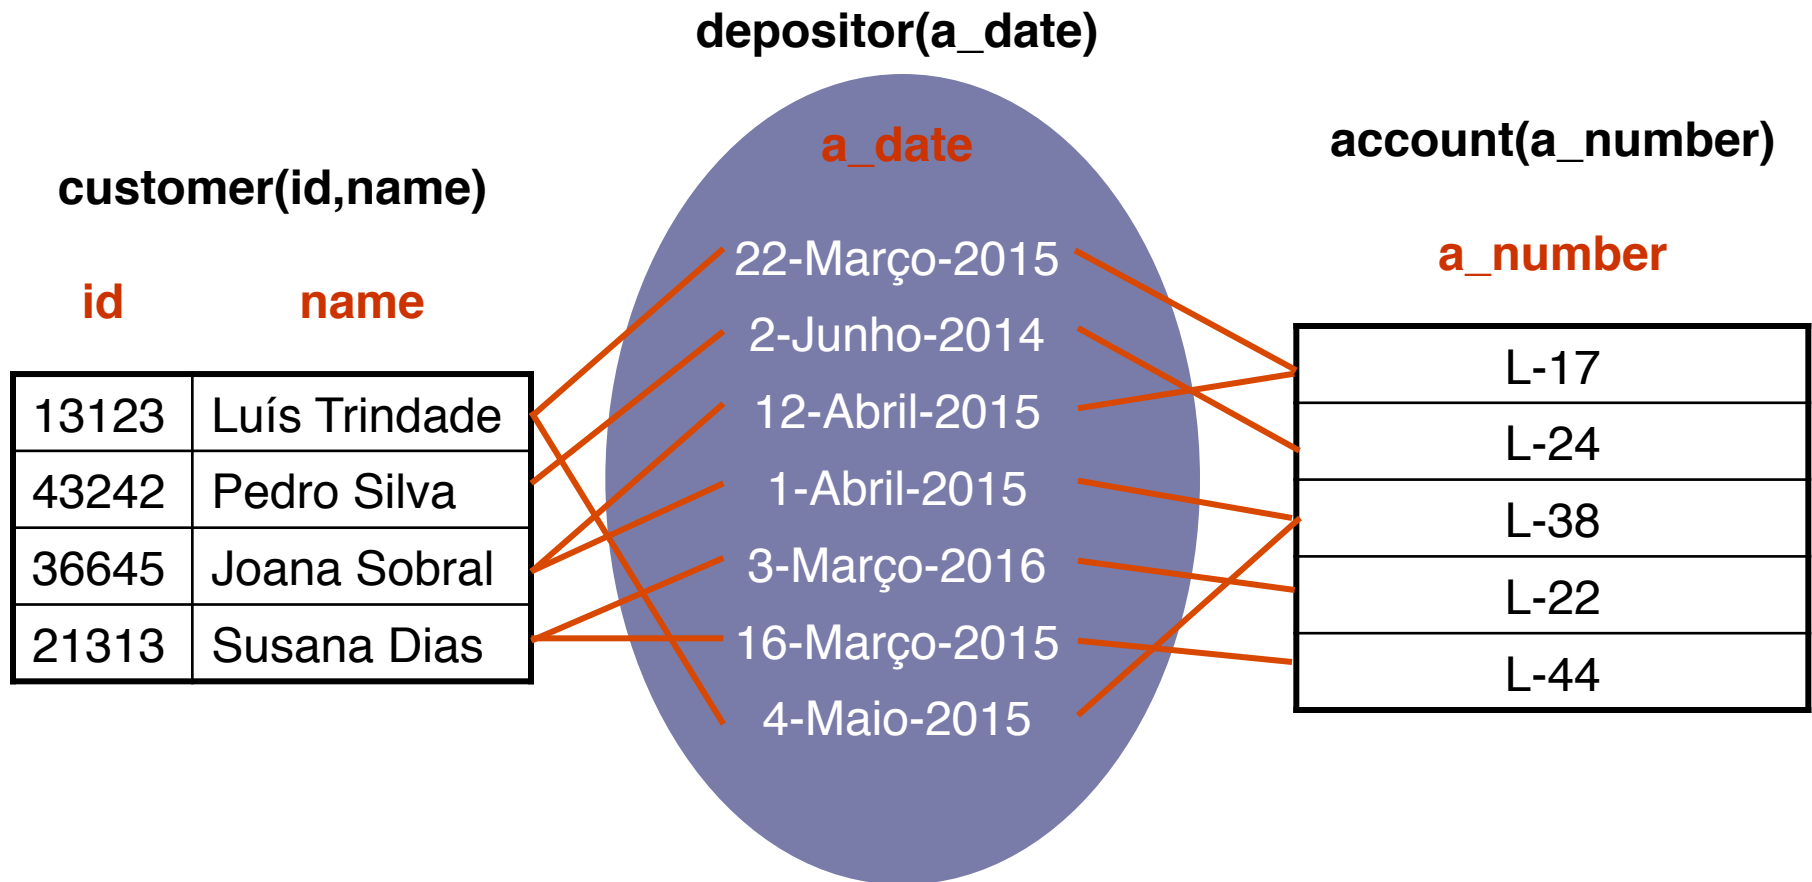 depositor(a_date)
customer(id,name)
id name
13123 Luís Trindade
43242 Pedro Silva
36645 Joana Sobral
21313 Susana Dias
a_date
22-Março-2015
2-Junho-2014
12-Abril-2015
1-Abril-2015
3-Março-2016
16-Março-2015
4-Maio-2015
account(a_number)
a_number
L-17
L-24
L-38
L-22
L-44